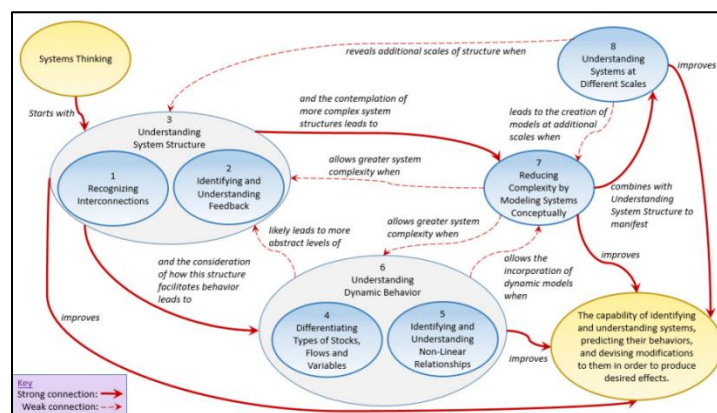 Systems Thinking
Starts with
reveals additional scales of structure when
8
Understanding
Systems at
Different Scales
improves
3
Understanding
System Structure
and the contemplation of
more complex system
structures leads to
leads to the creation of
models at additional
scales when
1
Recognizing
Interconnections
2
Identifying and
Understanding
Feedback
allows greater system
complexity when
7
Reducing
Complexity by
Modeling Systems
Conceptually
combines with
Understanding
System Structure to
manifest
likely leads to more
abstract levels of
allows greater system
complexity when
and the consideration
of how this structure
facilitates behavior
leads to
6
Understanding
Dynamic Behavior
allows the
incorporation of
dynamic models
when
improves
improves
4
Differentiating
Types of Stocks,
Flows and
Variables
5
Identifying and
Understanding
Non-Linear
Relationships
improves
The capability of identifying
and understanding systems,
predicting their behaviors,
and devising modifications
to them in order to produce
desired effects.
Key
Strong connection:
Weak connection: